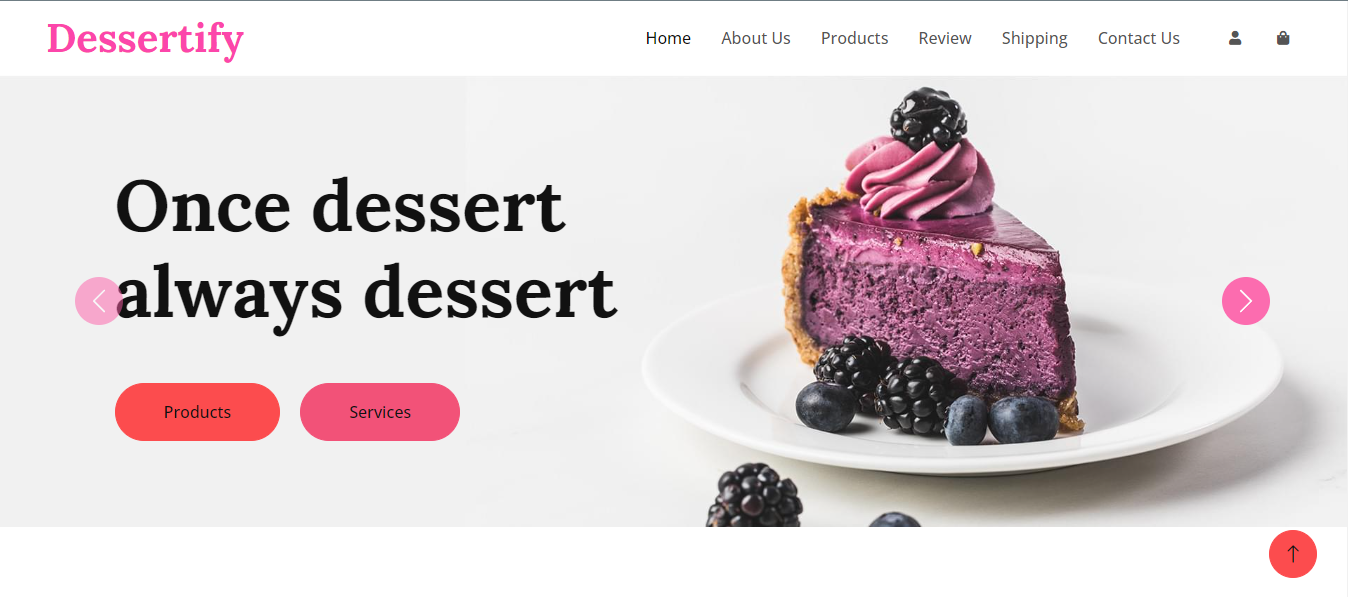 Dessertify
Home About Us Products Review Shipping Contact Us
Once dessert
always dessert
Products Services